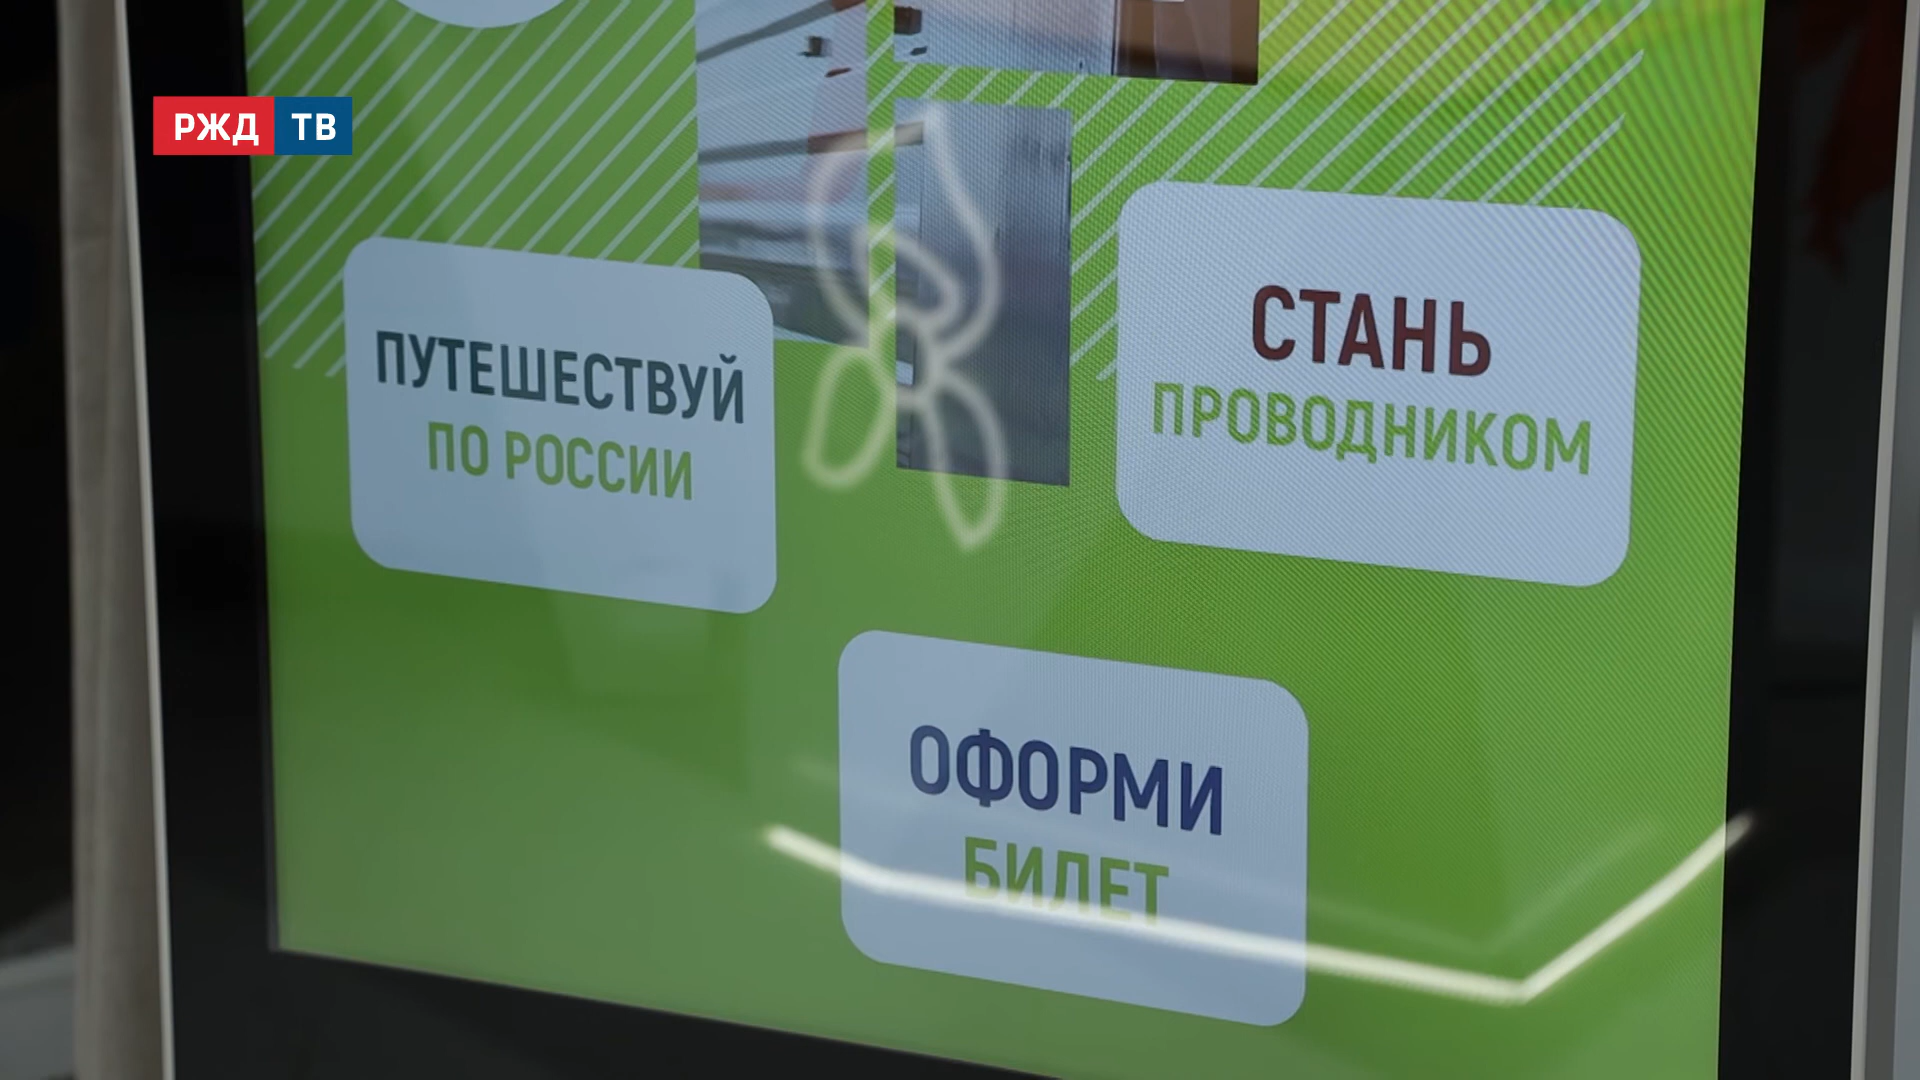 РЖД ТВ
ПУТЕШЕСТВУЙ
ПО РОССИИ
СТАНЬ
ПРОВОДНИКОМ
ОФОРМИ
БИЛЕТ